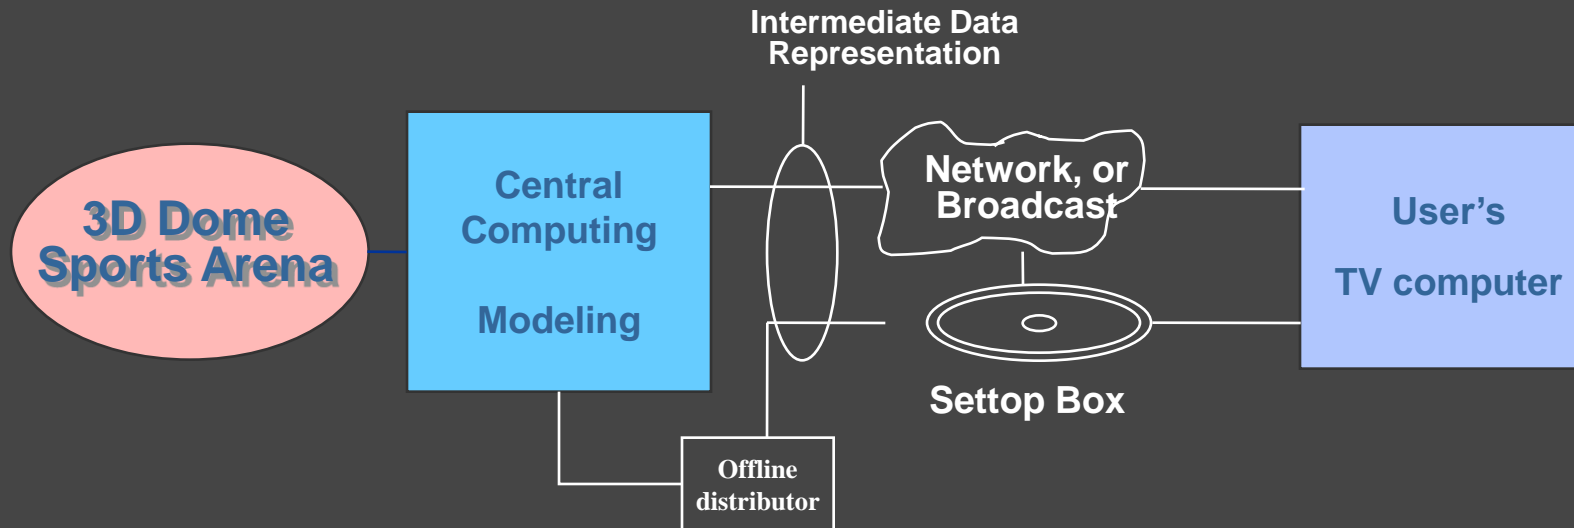 Intermediate Data
Representation
3D Dome
Sports Arena
Central
Computing
Modeling
Network, or
Broadcast
User’s
TV computer
Settop Box
Offline
distributor